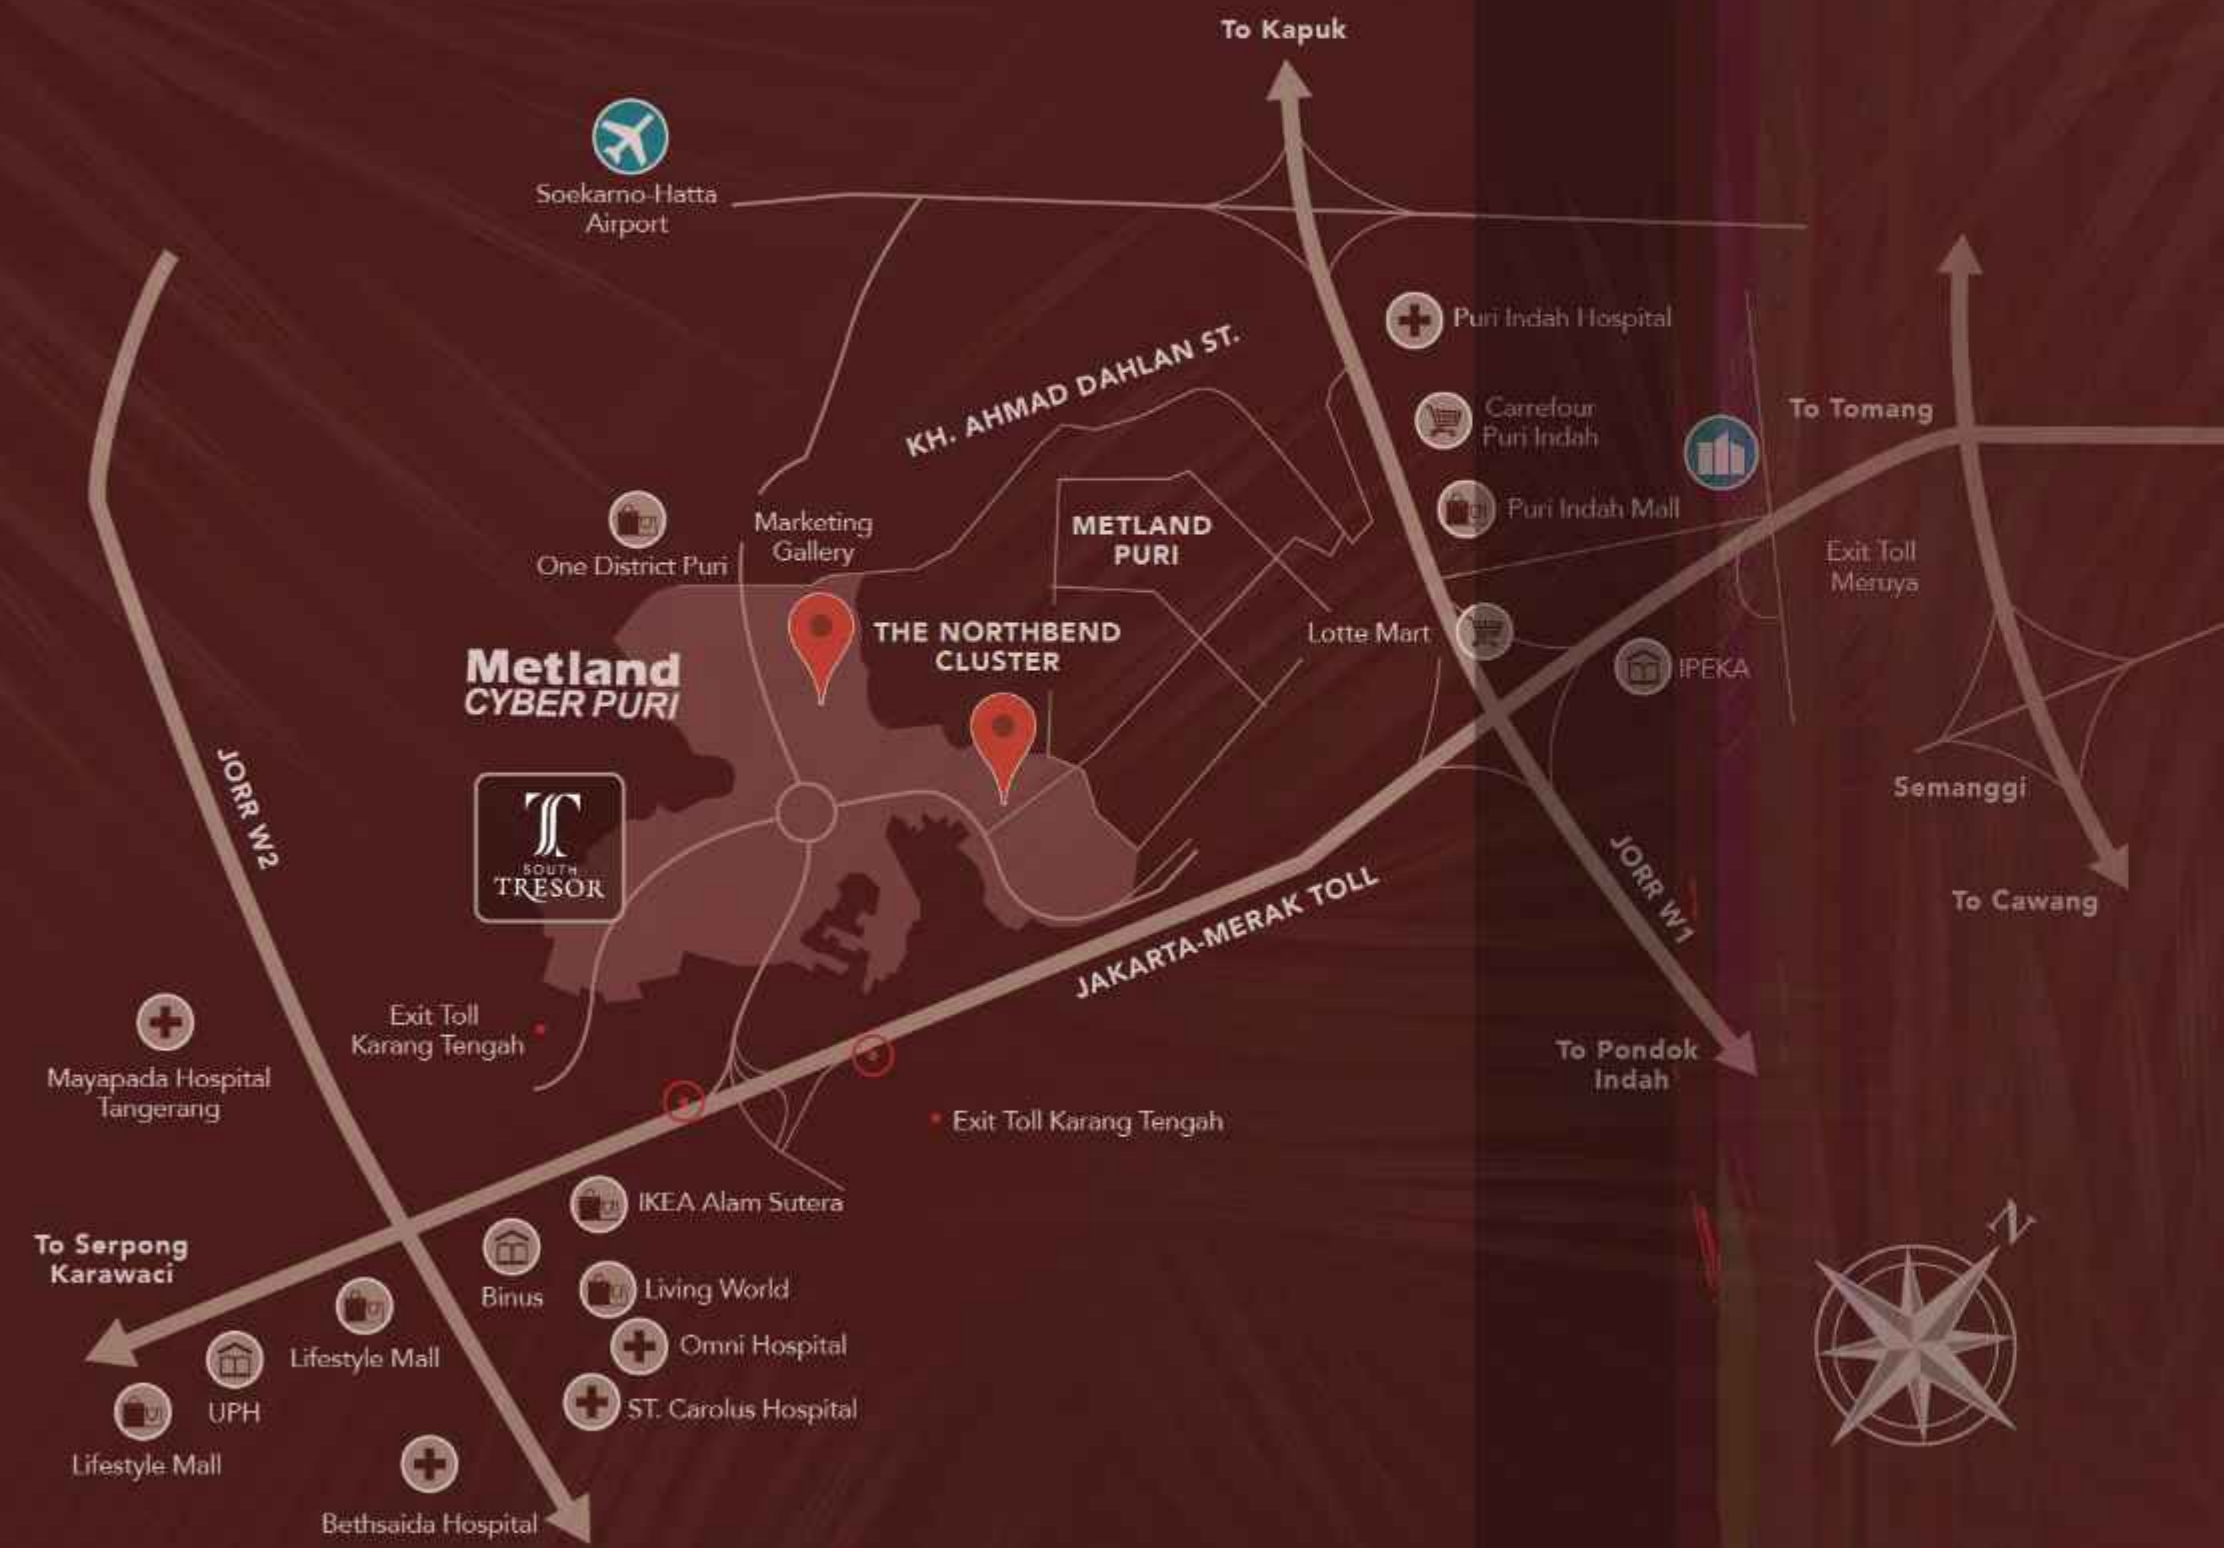 To Kapuk
Soekarno-Hatta
Airport
Puri Indah Hospital
KH. AHMAD DAHLAN ST.
Carrefour
Puri Indah
To Tomang
Puri Indah Mall
One District Puri
Marketing
Gallery
METLAND
PURI
Exit Toll
Meruya
THE NORTHBEND
CLUSTER
Lotte Mart
IPEKA
Metland
CYBER PURI
JORR W2
Semanggi
SOUTH
TRESOR
JORR W1
To Cawang
JAKARTA-MERAK TOLL
Exit Toll
Karang Tengah
To Pondok
Indah
Mayapada Hospital
Tangerang
Exit Toll Karang Tengah
IKEA Alam Sutera
N
To Serpong
Karawaci
Binus
Living World
Lifestyle Mall
Omni Hospital
UPH
ST. Carolus Hospital
Lifestyle Mall
Bethsaida Hospital